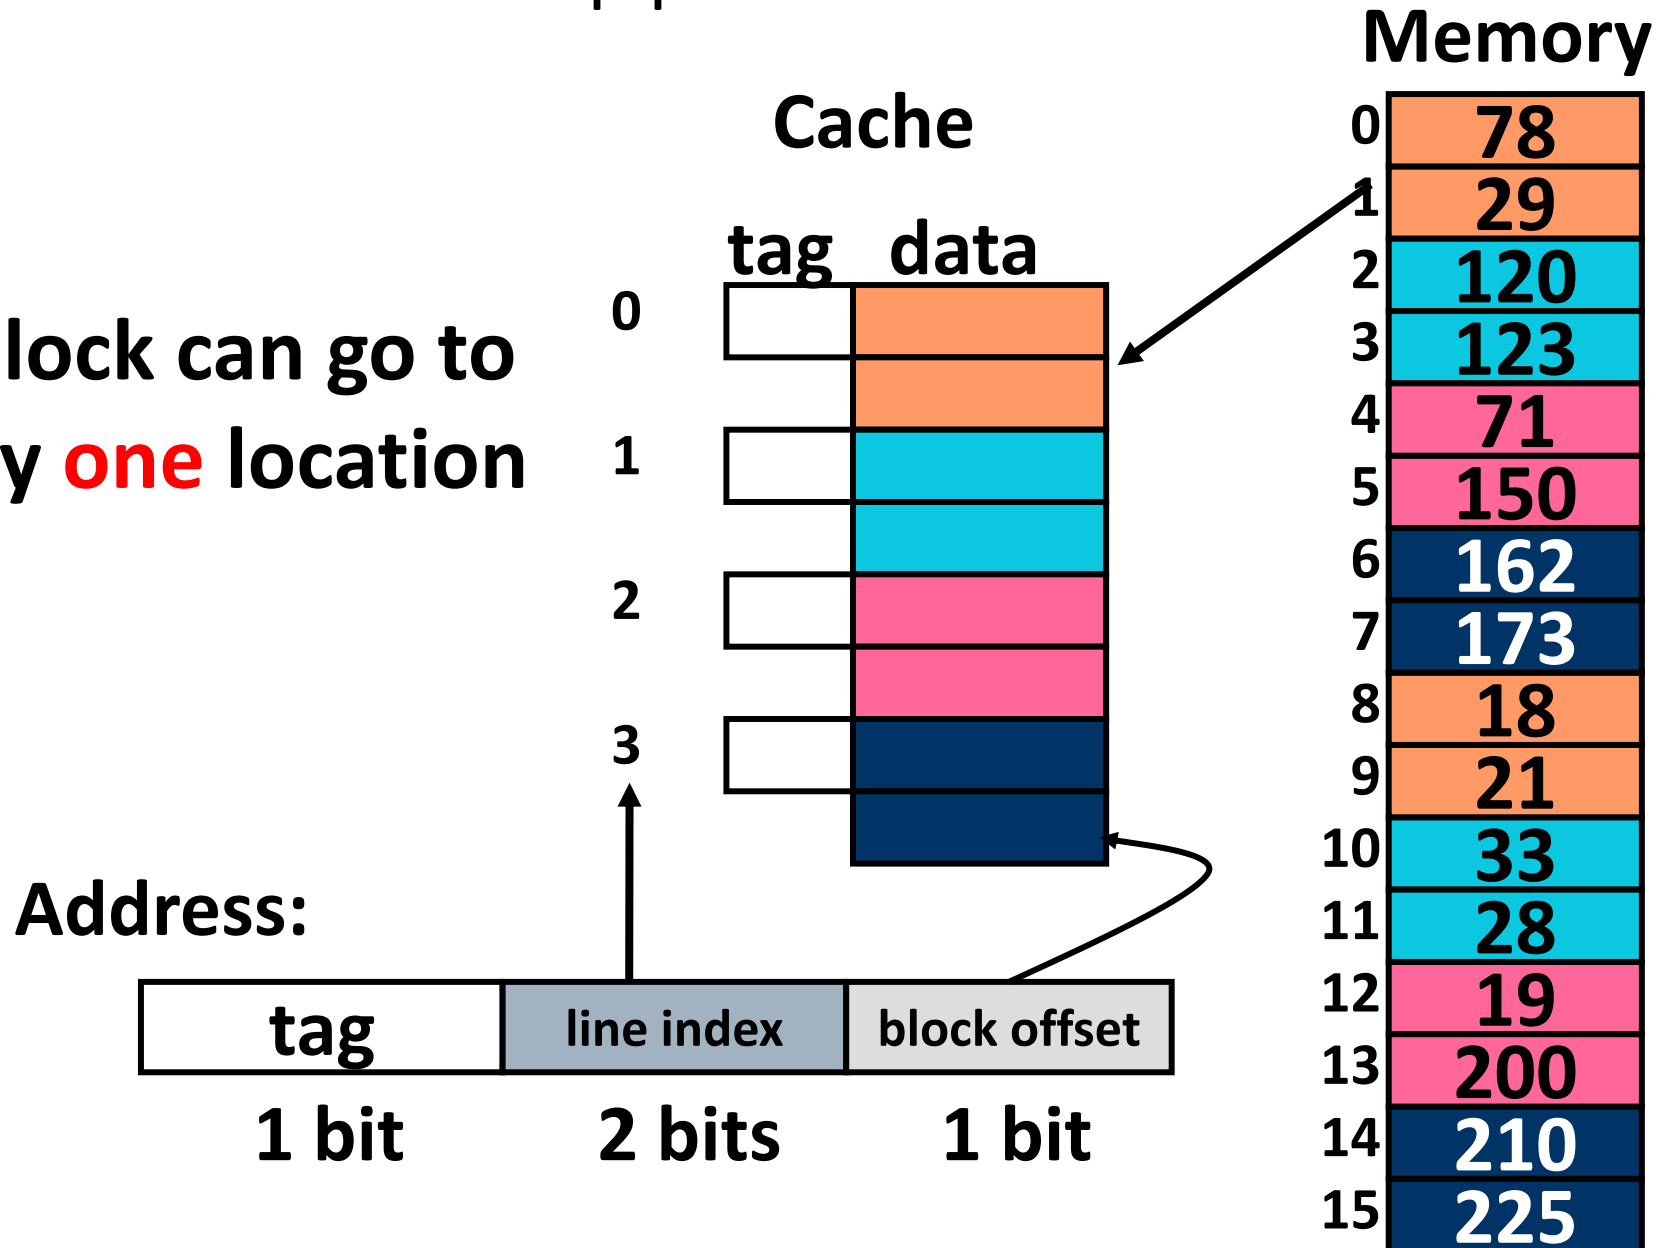 Memory
Cache
tag data
0
1
2
3
lock can go to
y one location
0 78
1 29
2 120
3 123
4 71
5 150
6 162
7 173
8 18
9 21
10 33
11 28
12 19
13 200
14 210
15 225
Address:
tag line index block offset
1 bit 2 bits 1 bit